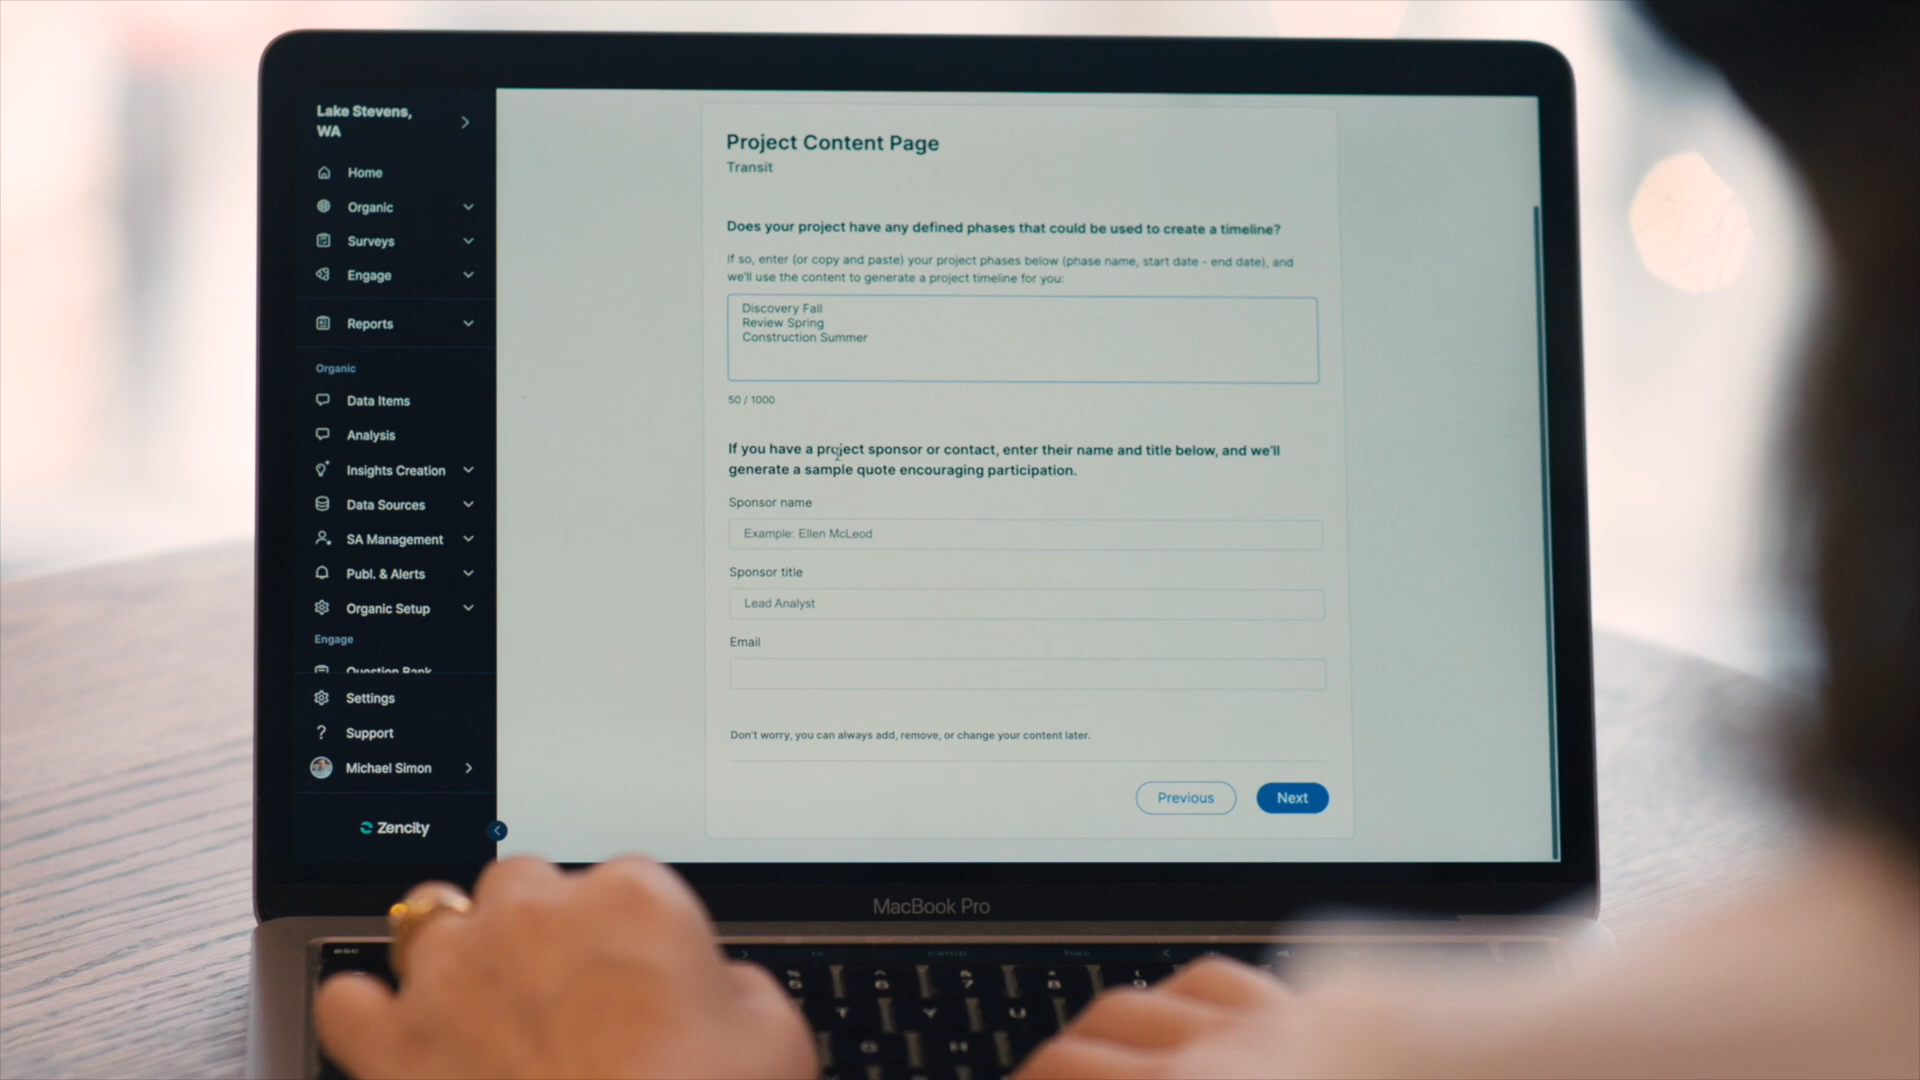 Lake Stevens,
WA
Home
Organic
Surveys
Engage
Reports
Organic
Data Items
Analysis
Insights Creation
Data Sources
SA Management
Publ. & Alerts
Organic Setup
Engage
Question Bank
Settings
? Support
Michael Simon
Zencity
Project Content Page
Transit
Does your project have any defined phases that could be used to create a timeline?
If so, enter (or copy and paste) your project phases below (phase name, start date - end date), and
we'll use the content to generate a project timeline for you:
Discovery Fall
Review Spring
Construction Summer
50 / 1000
If you have a project sponsor or contact, enter their name and title below, and we'll
generate a sample quote encouraging participation.
Sponsor name
Example: Ellen McLeod
Sponsor title
Lead Analyst
Email
Don't worry, you can always add, remove, or change your content later.
Previous
Next
MacBook Pro
esc
6 7 8
T Y U